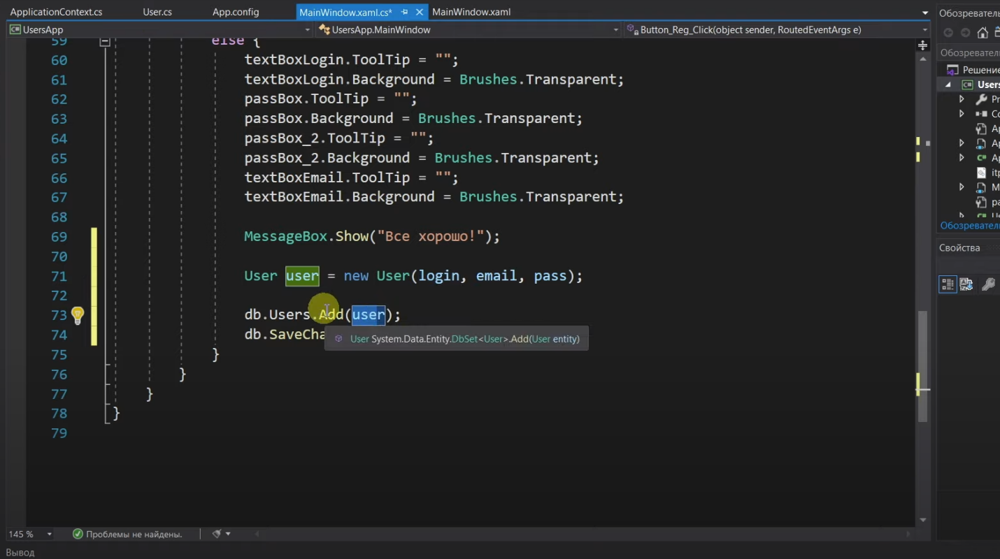 ApplicationContext.cs User.cs App.config MainWindow.xaml.cs* MainWindow.xaml
UsersApp UsersApp.MainWindow Button_Reg_Click(object sender, RoutedEventArgs e)
59 else {
60 textBoxLogin.ToolTip = "";
61 textBoxLogin.Background = Brushes.Transparent;
62 passBox.ToolTip = "";
63 passBox.Background = Brushes.Transparent;
64 passBox_2.ToolTip = "";
65 passBox_2.Background = Brushes.Transparent;
66 textBoxEmail.ToolTip = "";
67 textBoxEmail.Background = Brushes.Transparent;
68
69 MessageBox.Show("Все хорошо!");
70
71 User user = new User(login, email, pass);
72
73 db.Users.Add(user);
74 db.SaveCha
User System.Data.Entity.DbSet<User>.Add(User entity)
75 }
76 }
77 }
78 }
79
145 % Проблемы не найдены.
Вывод
Обозреватель
Обозревател
Решение
Users
Pr
Co
Ap
Ap
Ap
itp
M
pa
Обозревател
Свойства